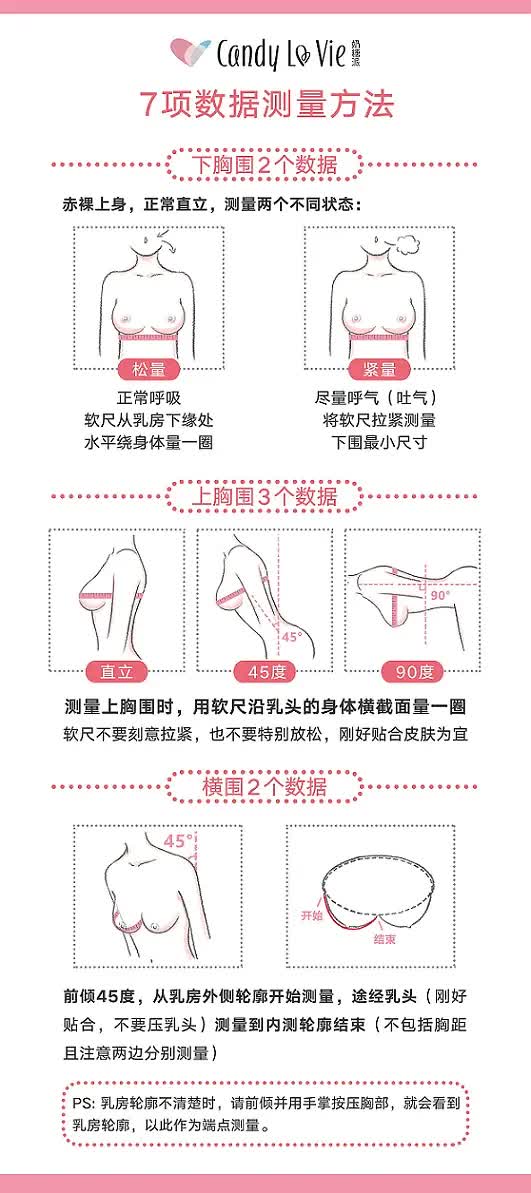 Candy La Vie 奶糖派
7项数据测量方法
下胸围2个数据
赤裸上身，正常直立，测量两个不同状态：
松量
紧量
正常呼吸
软尺从乳房下缘处
水平绕身体量一圈
尽量呼气（吐气）
将软尺拉紧测量
下围最小尺寸
上胸围3个数据
45°
90°
直立
45度
90度
测量上胸围时，用软尺沿乳头的身体横截面量一圈
软尺不要刻意拉紧，也不要特别放松，刚好贴合皮肤为宜
横围2个数据
45°
开始
结束
前倾45度，从乳房外侧轮廓开始测量，途经乳头（刚好
贴合，不要压乳头）测量到内测轮廓结束（不包括胸距
且注意两边分别测量）
PS: 乳房轮廓不清楚时，请前倾并用手掌按压胸部，就会看到
乳房轮廓，以此作为端点测量。